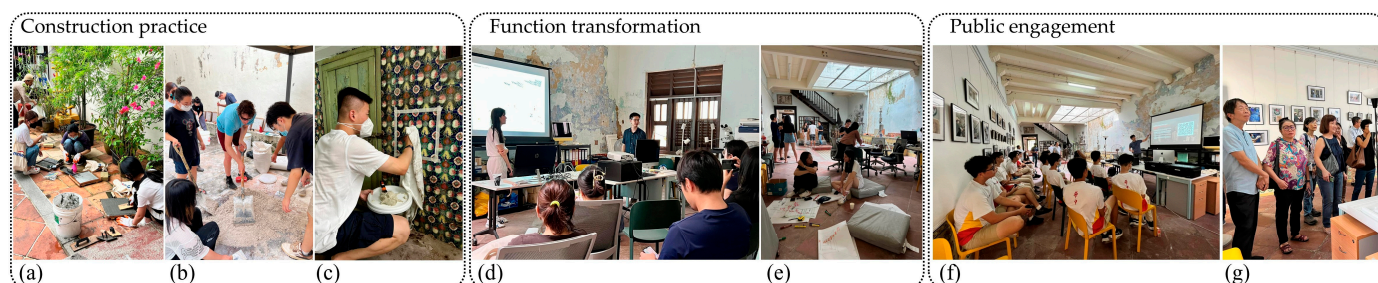 Construction practice
Function transformation
Public engagement
(a)
(b)
(c)
(d)
(e)
(f)
(g)